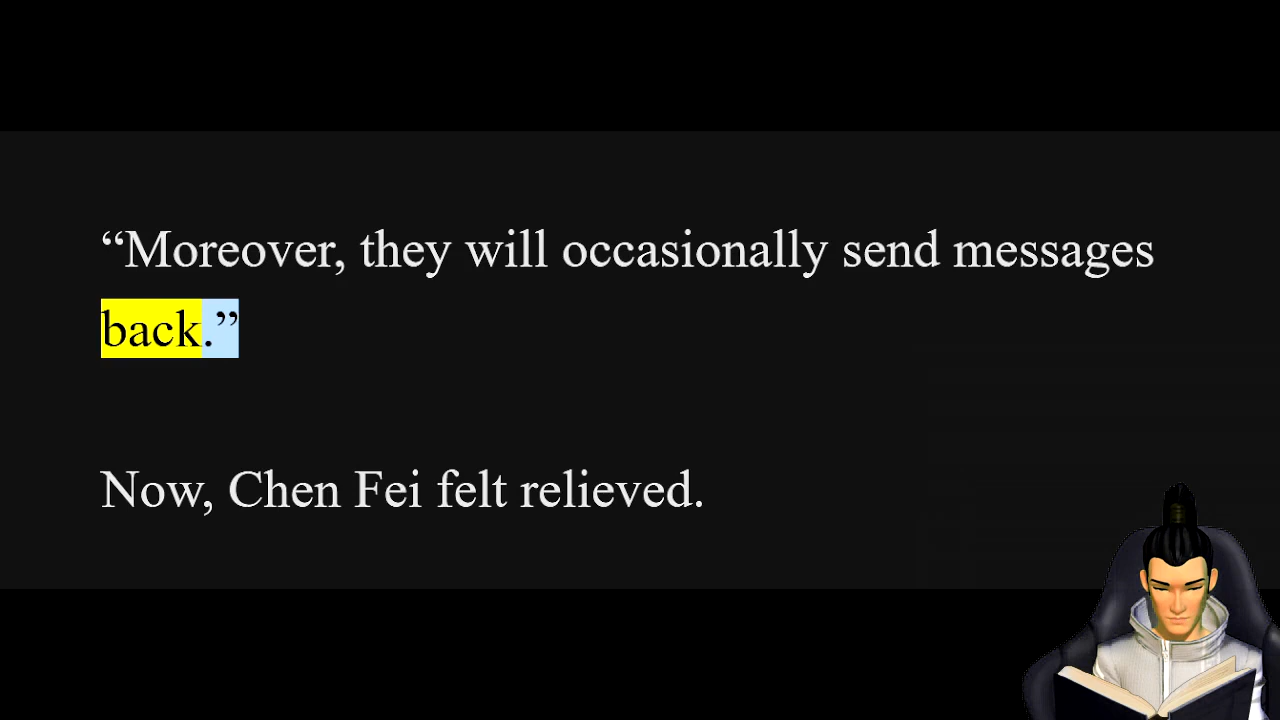 “Moreover, they will occasionally send messages
back.”
Now, Chen Fei felt relieved.